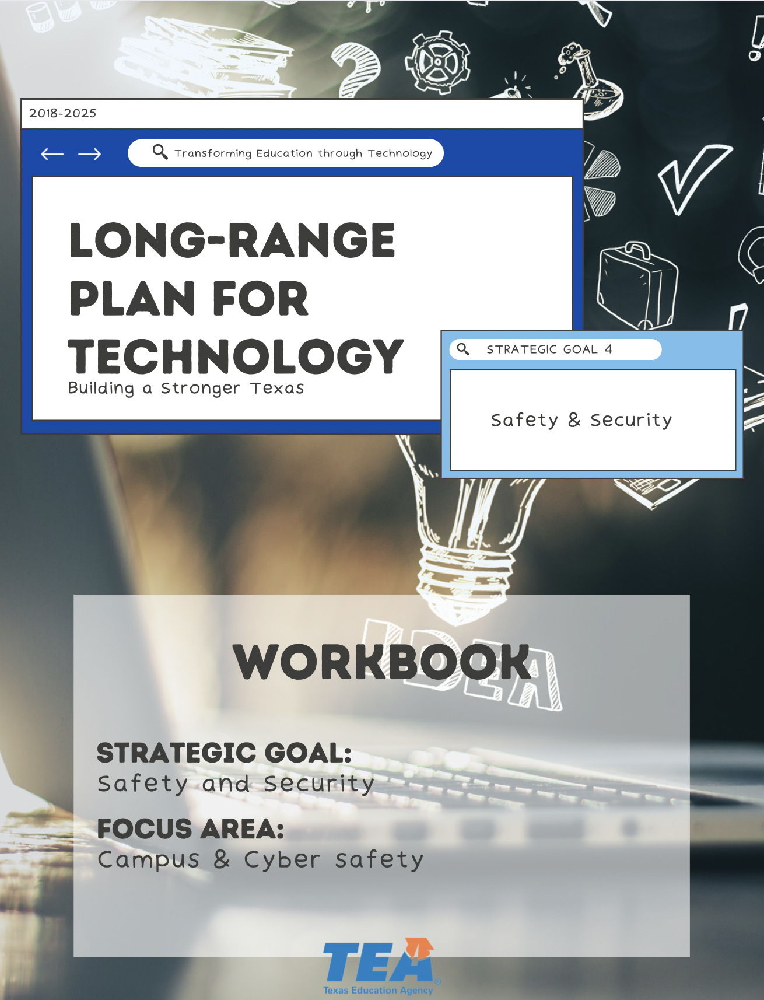 2018-2025
Transforming Education through Technology
LONG-RANGE
PLAN FOR
TECHNOLOGY
Building a Stronger Texas
STRATEGIC GOAL 4
Safety & Security
IDEA
WORKBOOK
STRATEGIC GOAL:
Safety and Security
FOCUS AREA:
Campus & Cyber safety
TEA®
Texas Education Agency